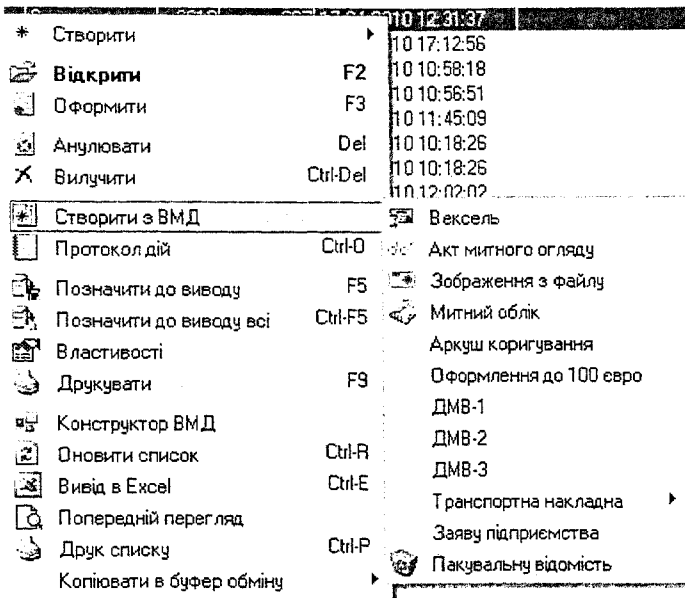 10 12:31:37
10 17:12:56
10 10:58:18
10 10:56:51
10 11:45:09
10 10:18:26
10 10:18:26
10 12:02:02
Створити
Відкрити F2
Оформити F3
Анулювати Del
Вилучити Ctrl-Del
Створити з ВМД
Протокол дій Ctrl-O
Позначити до виводу F5
Позначити до виводу всі Ctrl-F5
Властивості
Друкувати F9
Конструктор ВМД
Оновити список Ctrl-R
Вивід в Excel Ctrl-E
Попередній перегляд
Друк списку Ctrl-P
Копіювати в буфер обміну
Вексель
Акт митного огляду
Зображення з файлу
Митний облік
Аркуш коригування
Оформлення до 100 євро
ДМВ-1
ДМВ-2
ДМВ-3
Транспортна накладна
Заяву підприємства
Пакувальну відомість